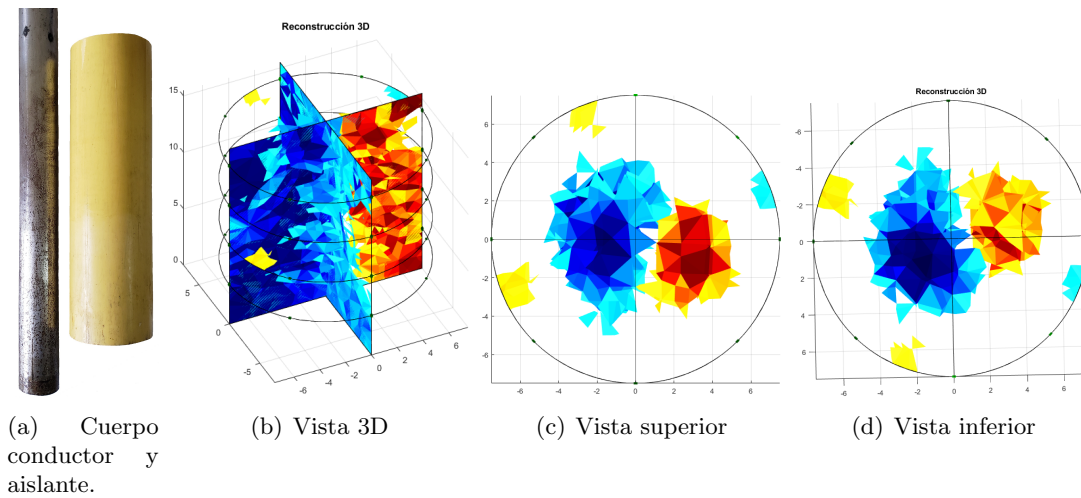 Reconstrucciòn 3D
15
10
5
0
5
0
-5
-6
-4
-2
0
2
4
6
6
4
2
0
-2
-4
-6
-6 -4 -2 0 2 4 6
Reconstrucciòn 3D
-6
-4
-2
0
2
4
6
-6 -4 -2 0 2 4 6
(a) Cuerpo
conductor y
aislante.
(b) Vista 3D
(c) Vista superior
(d) Vista inferior